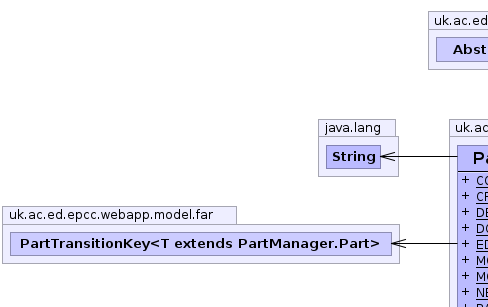 uk.ac.ed
Abst
java.lang
uk.ac
String
Pa
+ CO
+ CR
+ DE
+ DO
uk.ac.ed.epcc.webapp.model.far
PartTransitionKey<T extends PartManager.Part>
+ ED
+ MO
+ MO
+ NE